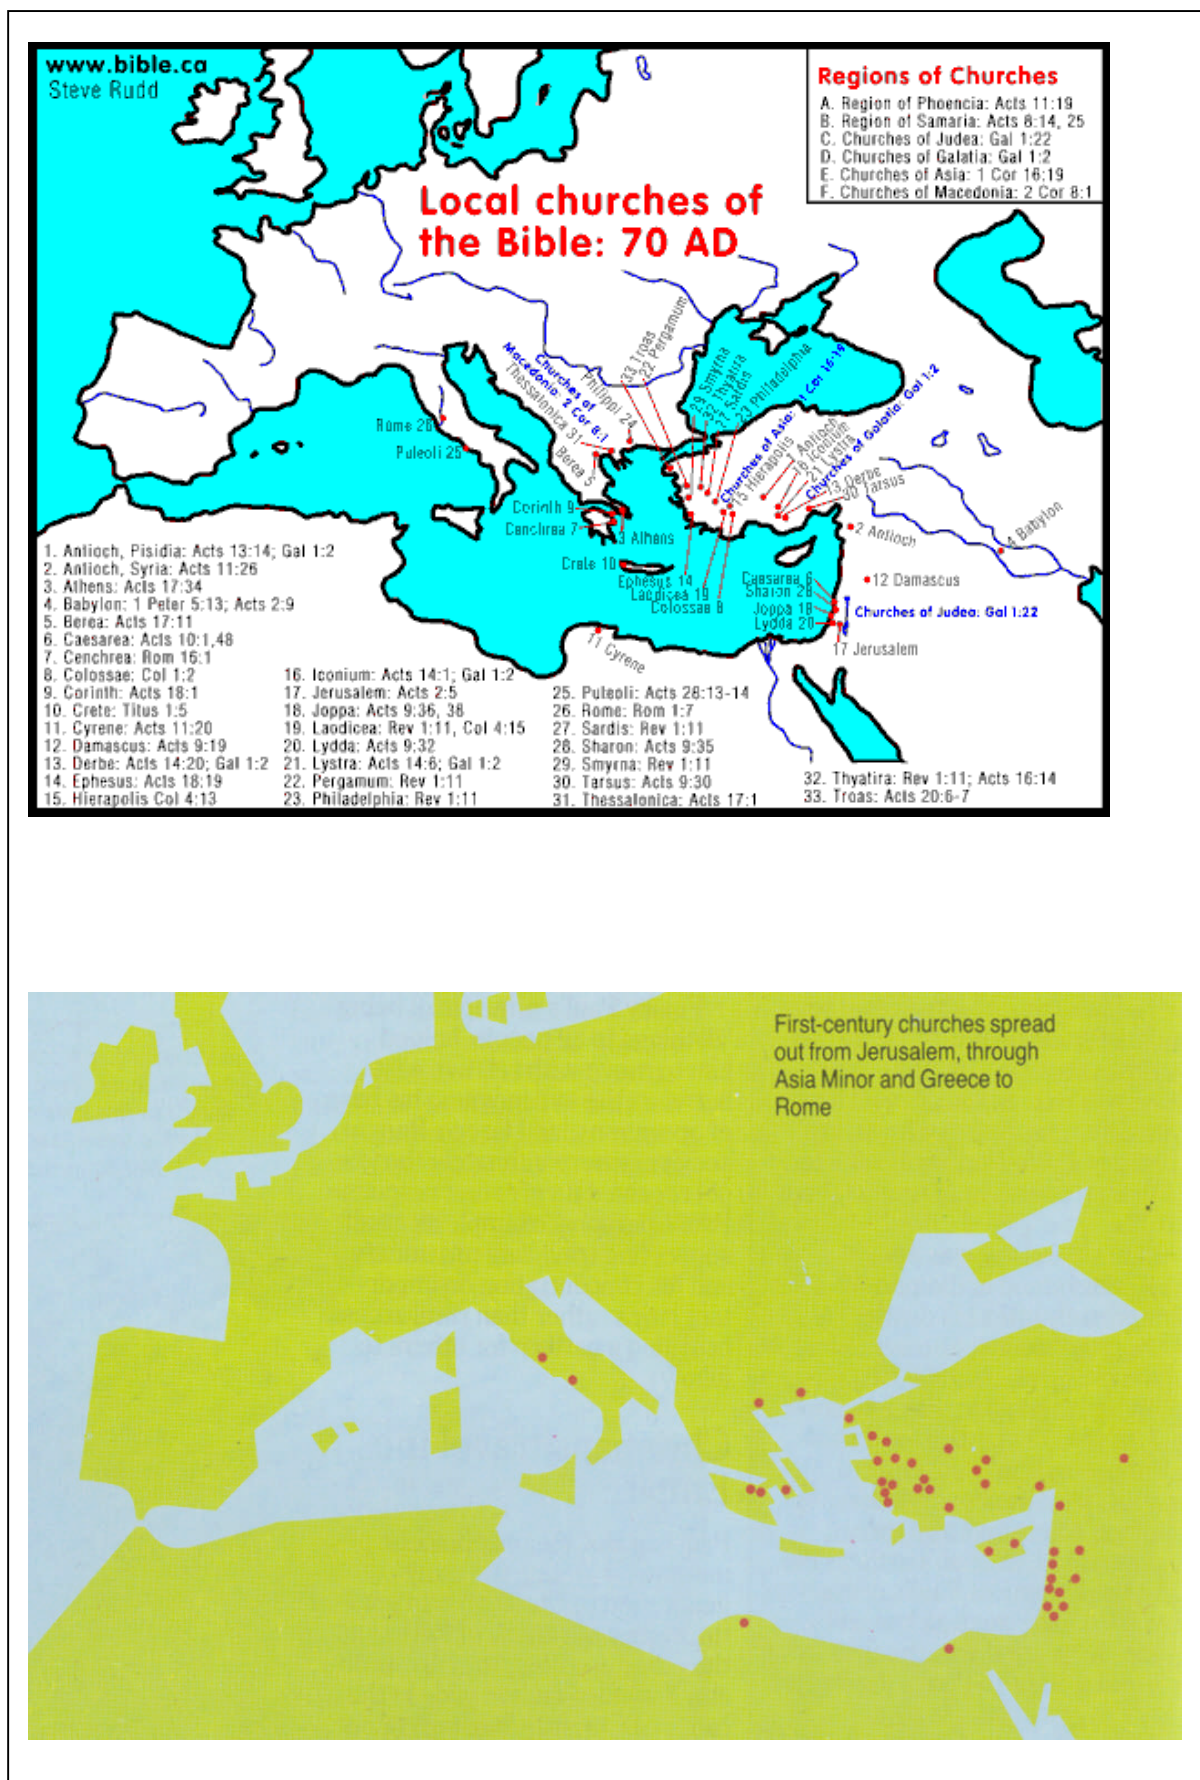 www.bible.ca
Steve Rudd
Regions of Churches
A. Region of Phoencia: Acts 11:19
B. Region of Samaria: Acts 8:14, 25
C. Churches of Judea: Gal 1:22
D. Churches of Galatia: Gal 1:2
E. Churches of Asia: 1 Cor 16:19
F. Churches of Macedonia: 2 Cor 8:1
Local churches of
the Bible: 70 AD
Churches of
Macedonia: 2 Cor 8:1
Thessalonica 31
Berea 5
Philippi 24
33 Troas
22 Pergamum
29 Smyrna
32 Thyatira
27 Sardis
23 Philadelphia
Churches of Asia: 1 Cor 16:19
15 Hierapolis
1 Antioch
16 Iconium
21 Lystra
Churches of Galatia: Gal 1:2
13 Derbe
30 Tarsus
Rome 26
Puleoli 25
Corinth 9
Cenchrea 7
3 Athens
Crete 10
Ephesus 14
Laodicea 19
Colossae 8
2 Antioch
4 Babylon
12 Damascus
Caesarea 6
Sharon 28
Joppa 18
Lydda 20
Churches of Judea: Gal 1:22
17 Jerusalem
11 Cyrene
1. Antioch, Pisidia: Acts 13:14; Gal 1:2
2. Antioch, Syria: Acts 11:26
3. Athens: Acts 17:34
4. Babylon: 1 Peter 5:13; Acts 2:9
5. Berea: Acts 17:11
6. Caesarea: Acts 10:1,48
7. Cenchrea: Rom 16:1
8. Colossae: Col 1:2
9. Corinth: Acts 18:1
10. Crete: Titus 1:5
11. Cyrene: Acts 11:20
12. Damascus: Acts 9:19
13. Derbe: Acts 14:20; Gal 1:2
14. Ephesus: Acts 18:19
15. Hierapolis Col 4:13
16. Iconium: Acts 14:1; Gal 1:2
17. Jerusalem: Acts 2:5
18. Joppa: Acts 9:36, 38
19. Laodicea: Rev 1:11, Col 4:15
20. Lydda: Acts 9:32
21. Lystra: Acts 14:6; Gal 1:2
22. Pergamum: Rev 1:11
23. Philadelphia: Rev 1:11
25. Puleoli: Acts 28:13-14
26. Rome: Rom 1:7
27. Sardis: Rev 1:11
28. Sharon: Acts 9:35
29. Smyrna: Rev 1:11
30. Tarsus: Acts 9:30
31. Thessalonica: Acts 17:1
32. Thyatira: Rev 1:11; Acts 16:14
33. Troas: Acts 20:6-7
First-century churches spread
out from Jerusalem, through
Asia Minor and Greece to
Rome